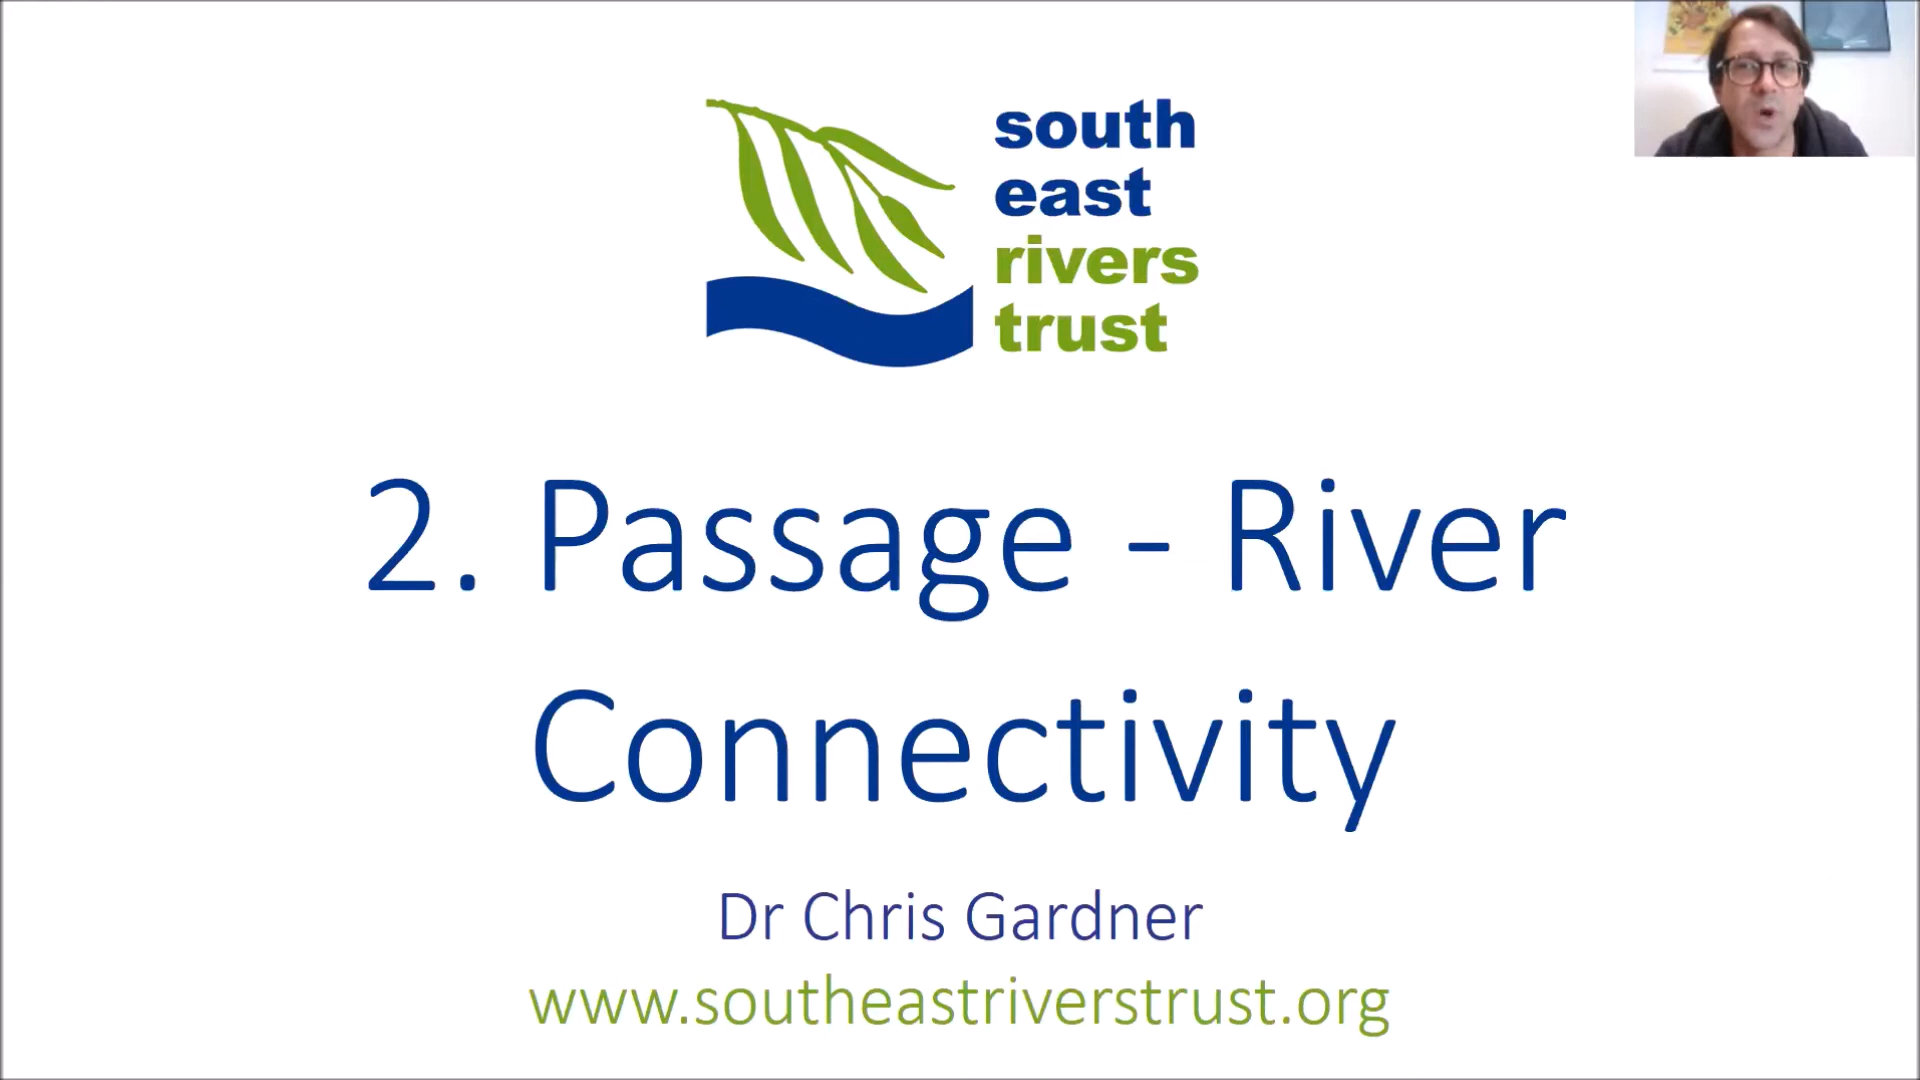 south
east
rivers
trust
2. Passage - River
Connectivity
Dr Chris Gardner
www.southeastriverstrust.org